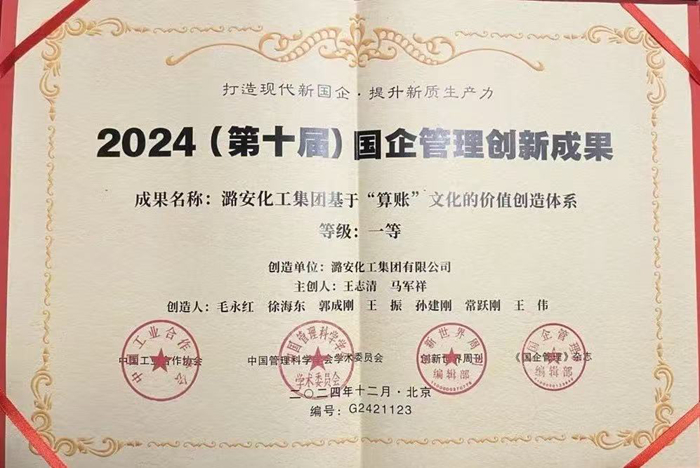 打造现代新国企·提升新质生产力
2024（第十届）国企管理创新成果
成果名称：潞安化工集团基于“算账”文化的价值创造体系
等级：一等
创造单位：潞安化工集团有限公司
主创人：王志清 马军祥
创造人：毛永红 徐海东 郭成刚 王振 孙建刚 常跃刚 王伟
中国工业合作协会 中国管理科学学会学术委员会 创新世界周刊 《国企管理》杂志
学术委员会 编辑部 编辑部
二〇二四年十二月·北京
编号：G2421123